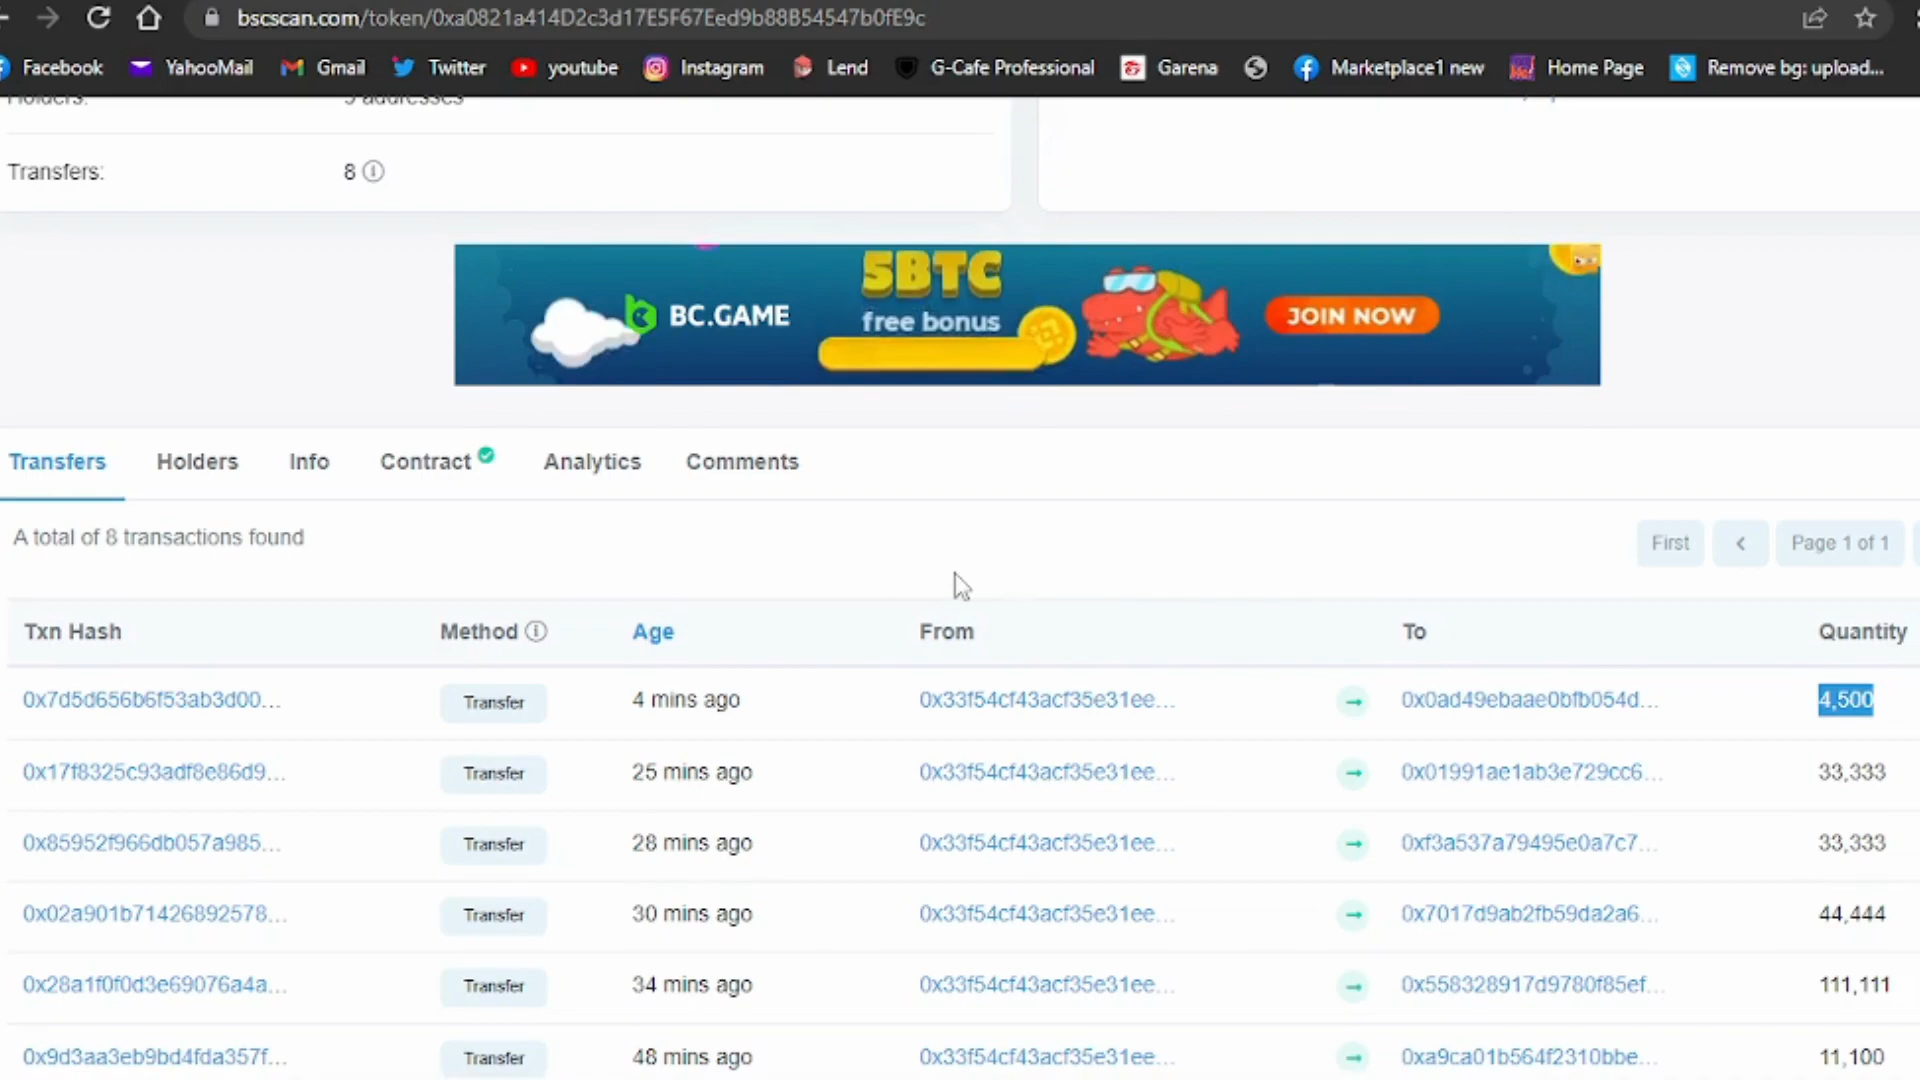 bscscan.com/token/0xa0821a414D2c3d17E5F67Eed9b88B54547b0fE9c
Facebook YahooMail Gmail Twitter youtube Instagram Lend G-Cafe Professional Garena Marketplace1 new Home Page Remove bg: upload...
Holders: addresses
Transfers: 8
BC.GAME 5BTC free bonus JOIN NOW
Transfers Holders Info Contract Analytics Comments
A total of 8 transactions found First Page 1 of 1
Txn Hash Method Age From To Quantity
0x7d5d656b6f53ab3d00... Transfer 4 mins ago 0x33f54cf43acf35e31ee... 0x0ad49ebaae0bfb054d... 4,500
0x17f8325c93adf8e86d9... Transfer 25 mins ago 0x33f54cf43acf35e31ee... 0x01991ae1ab3e729cc6... 33,333
0x85952f966db057a985... Transfer 28 mins ago 0x33f54cf43acf35e31ee... 0xf3a537a79495e0a7c7... 33,333
0x02a901b71426892578... Transfer 30 mins ago 0x33f54cf43acf35e31ee... 0x7017d9ab2fb59da2a6... 44,444
0x28a1f0f0d3e69076a4a... Transfer 34 mins ago 0x33f54cf43acf35e31ee... 0x558328917d9780f85ef... 111,111
0x9d3aa3eb9bd4fda357f... Transfer 48 mins ago 0x33f54cf43acf35e31ee... 0xa9ca01b564f2310bbe... 11,100